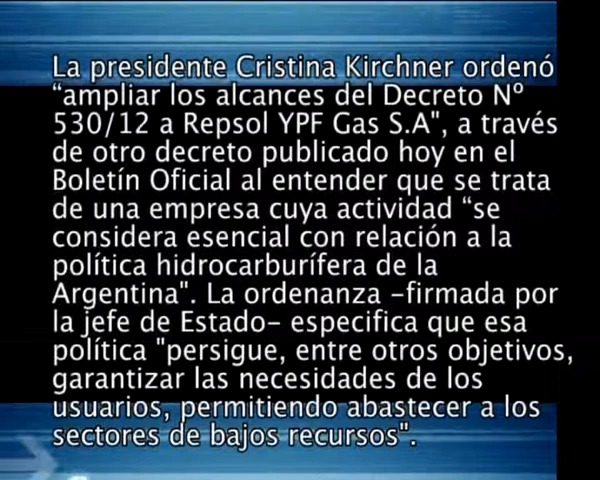 La presidente Cristina Kirchner ordenó
“ampliar los alcances del Decreto Nº
530/12 a Repsol YPF Gas S.A", a través
de otro decreto publicado hoy en el
Boletín Oficial al entender que se trata
de una empresa cuya actividad “se
considera esencial con relación a la
política hidrocarburífera de la
Argentina". La ordenanza –firmada por
la jefe de Estado– especifica que esa
política "persigue, entre otros objetivos,
garantizar las necesidades de los
usuarios, permitiendo abastecer a los
sectores de bajos recursos".